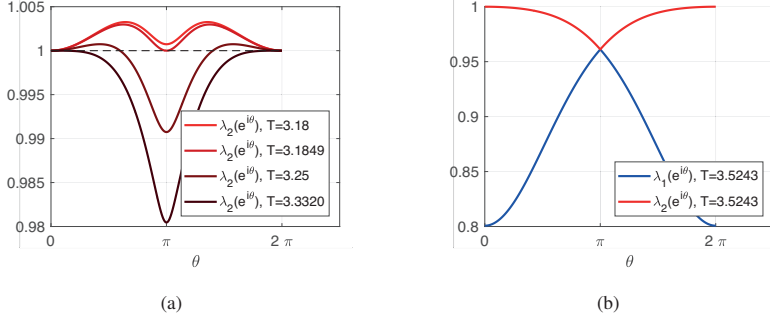 1.005
1
0.995
0.99
0.985
0.98
0
π
2 π
θ
λ₂(e^{iθ}), T=3.18
λ₂(e^{iθ}), T=3.1849
λ₂(e^{iθ}), T=3.25
λ₂(e^{iθ}), T=3.3320
(a)
1
0.95
0.9
0.85
0.8
0
π
2 π
θ
λ₁(e^{iθ}), T=3.5243
λ₂(e^{iθ}), T=3.5243
(b)